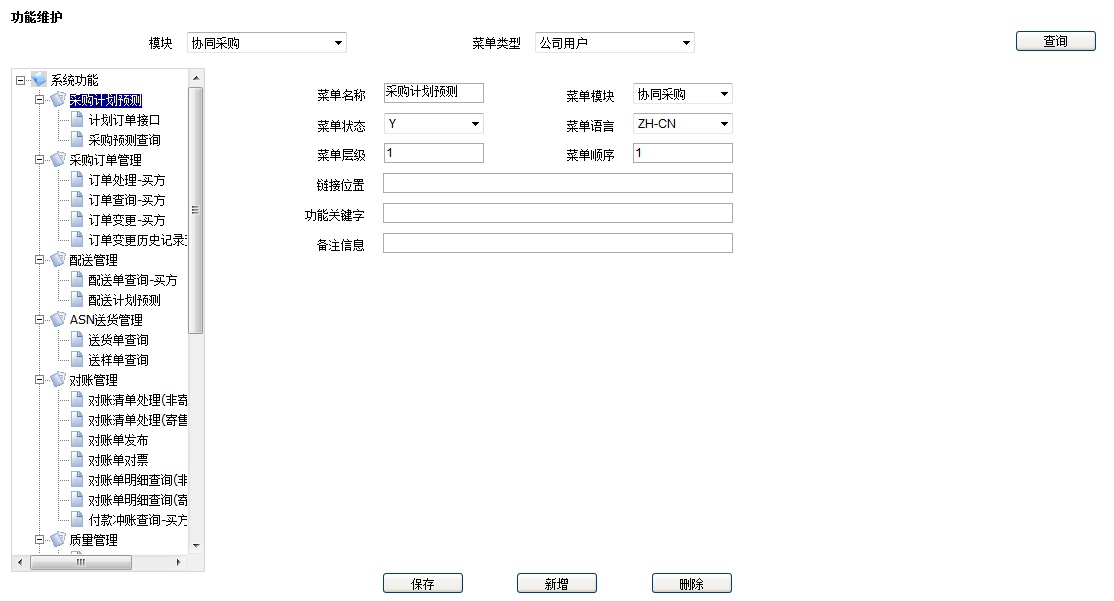 功能维护
模块 协同采购 菜单类型 公司用户 查询
系统功能
采购计划预测
计划订单接口
采购预测查询
采购订单管理
订单处理-买方
订单查询-买方
订单变更-买方
订单变更历史记录
配送管理
配送单查询-买方
配送计划预测
ASN送货管理
送货单查询
送样单查询
对账管理
对账清单处理(非寄
对账清单处理(寄售
对账单发布
对账单对票
对账单明细查询(非
对账单明细查询(寄
付款冲账查询-买方
质量管理
菜单名称 采购计划预测 菜单模块 协同采购
菜单状态 Y 菜单语言 ZH-CN
菜单层级 1 菜单顺序 1
链接位置
功能关键字
备注信息
保存 新增 删除